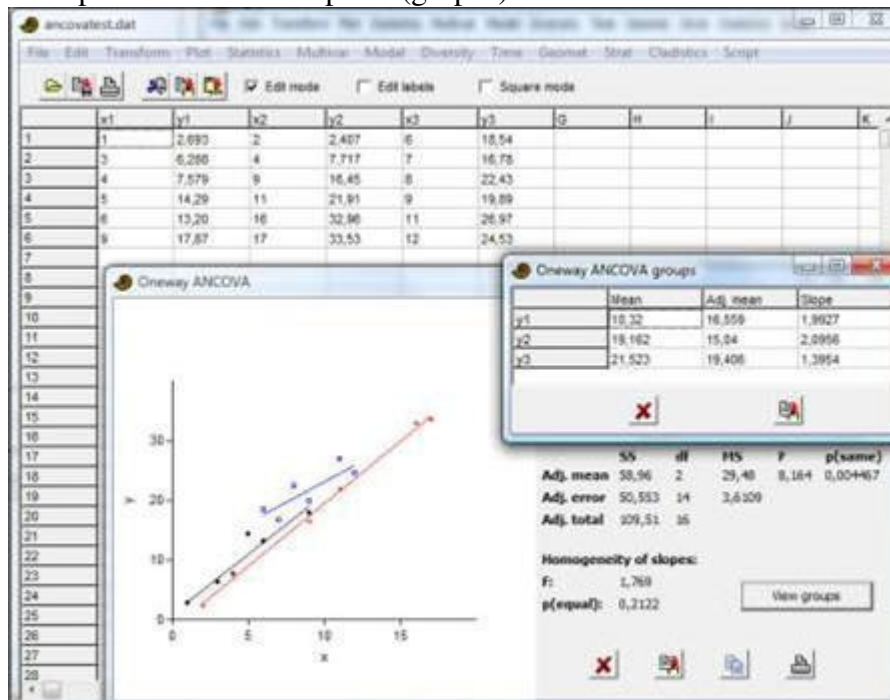 ancovatest.dat
File Edit Transform Plot Statistics Multivar Model Diversity Time Geomet Strat Cladistics Script
Edit mode Edit labels Square mode
x1 y1 x2 y2 x3 y3 G H I J K
1 1 2,693 2 2,407 6 18,54
2 3 6,286 4 7,717 7 16,78
3 4 7,579 9 16,45 8 22,43
4 5 14,29 11 21,91 9 19,89
5 6 13,20 16 32,96 11 26,97
6 9 17,87 17 33,53 12 24,53
7
8
9
10
11
12
13
14
15
16
17
18
19
20
21
22
23
24
25
26
27
28
Oneway ANCOVA
y
30
20
10
0
0 5 10 15
x
Oneway ANCOVA groups
Mean Adj. mean Slope
y1 10,32 16,559 1,9927
y2 19,162 15,04 2,0956
y3 21,523 19,406 1,3954
SS df MS F p(same)
Adj. mean 58,96 2 29,48 8,164 0,004467
Adj. error 50,553 14 3,6109
Adj. total 109,51 16
Homogeneity of slopes:
F: 1,769
p(equal): 0,2122
View groups